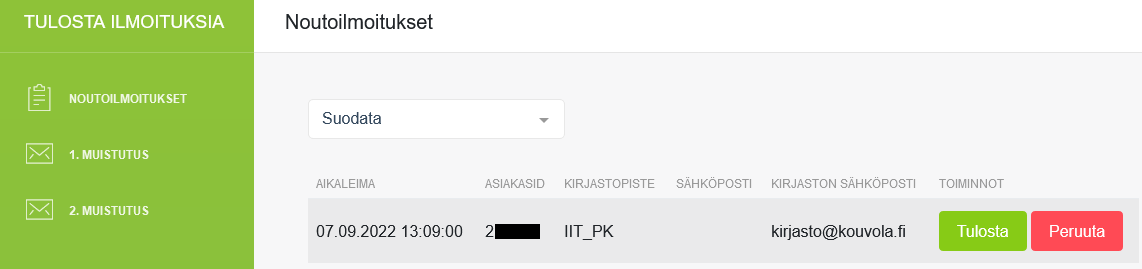 TULOSTA ILMOITUKSIA
Noutoilmoitukset
NOUTOILMOITUKSET
1. MUISTUTUS
2. MUISTUTUS
Suodata
AIKALEIMA ASIAKASID KIRJASTOPISTE SÄHKÖPOSTI KIRJASTON SÄHKÖPOSTI TOIMINNOT
07.09.2022 13:09:00 2 IIT_PK kirjasto@kouvola.fi Tulosta Peruuta